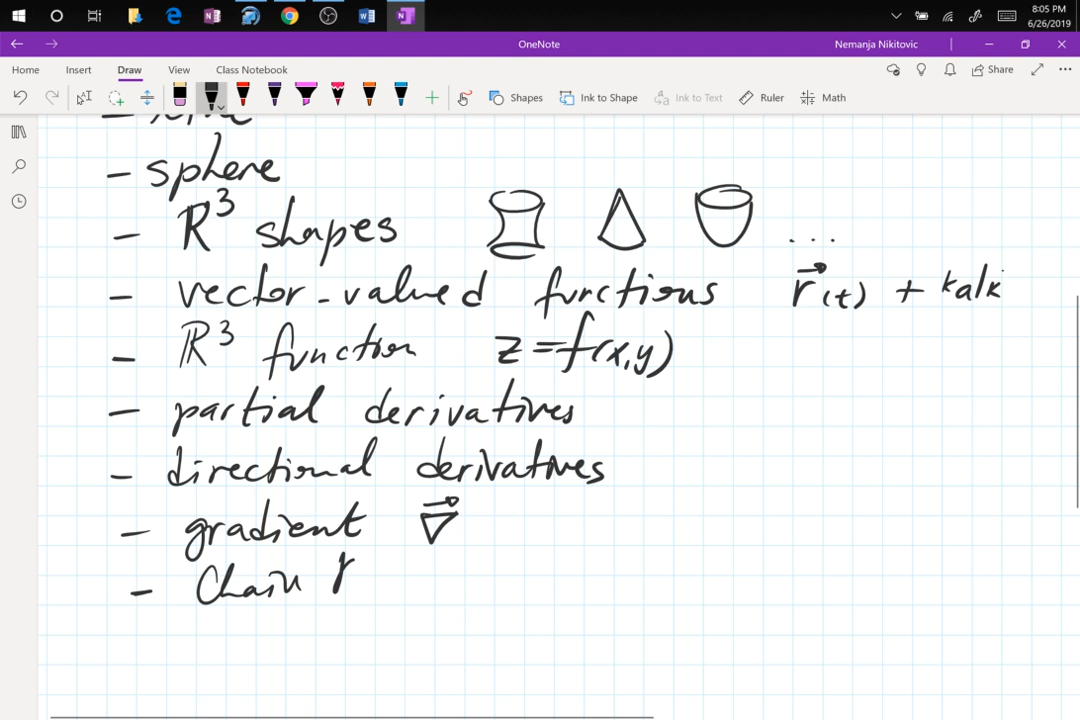 8:05 PM
6/26/2019
OneNote
Nemanja Nikitovic
Home Insert Draw View Class Notebook Share
Shapes Ink to Shape Ink to Text Ruler Math
- sphere
- R³ shapes ...
- vector-valued functions r⃗(t) + kalk
- R³ function z=f(x,y)
- partial derivatives
- directional derivatives
- gradient ∇⃗
- Chain r